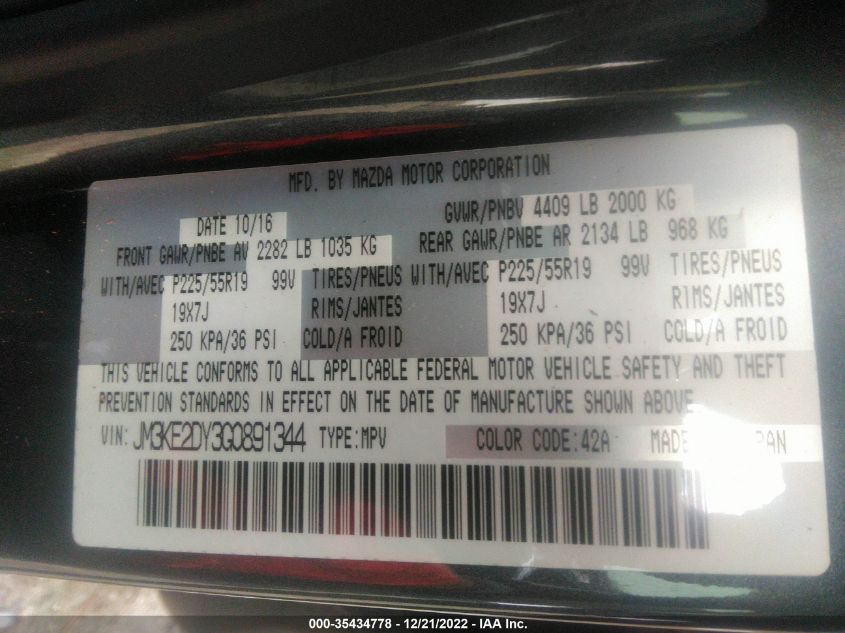 MFD. BY MAZDA MOTOR CORPORATION
DATE 10/16 GVWR/PNBV 4409 LB 2000 KG
FRONT GAWR/PNBE AV 2282 LB 1035 KG REAR GAWR/PNBE AR 2134 LB 968 KG
WITH/AVEC P225/55R19 99V TIRES/PNEUS WITH/AVEC P225/55R19 99V TIRES/PNEUS
19X7J RIMS/JANTES 19X7J RIMS/JANTES
250 KPA/36 PSI COLD/A FROID 250 KPA/36 PSI COLD/A FROID
THIS VEHICLE CONFORMS TO ALL APPLICABLE FEDERAL MOTOR VEHICLE SAFETY AND THEFT
PREVENTION STANDARDS IN EFFECT ON THE DATE OF MANUFACTURE SHOWN ABOVE.
VIN: JM3KE2DY3G0891344 TYPE:MPV COLOR CODE:42A MADE
000-35434778 - 12/21/2022 - IAA Inc.